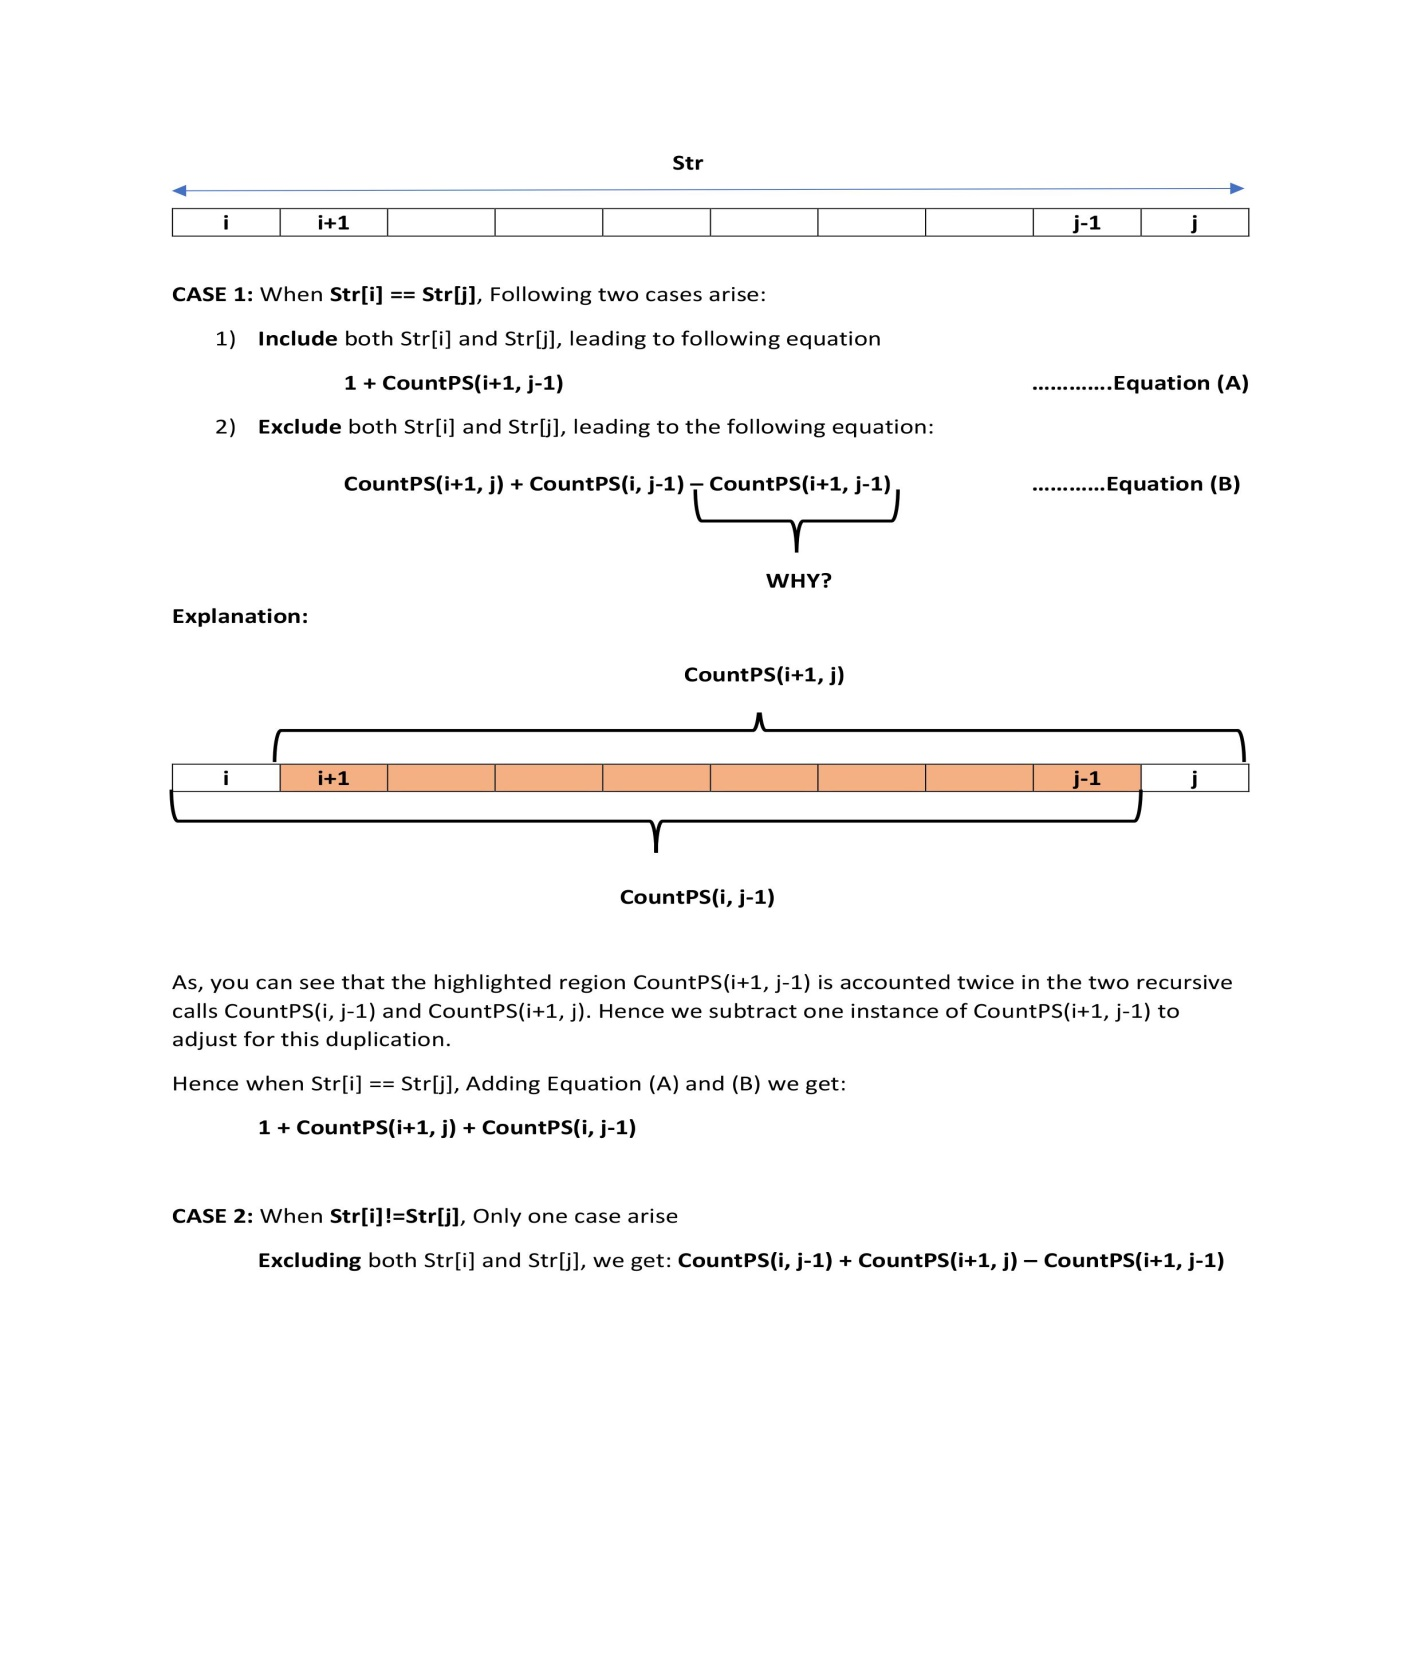 Str
i i+1 j-1 j
CASE 1: When Str[i] == Str[j], Following two cases arise:
1) Include both Str[i] and Str[j], leading to following equation
1 + CountPS(i+1, j-1) .............Equation (A)
2) Exclude both Str[i] and Str[j], leading to the following equation:
CountPS(i+1, j) + CountPS(i, j-1) – CountPS(i+1, j-1) ............Equation (B)
WHY?
Explanation:
CountPS(i+1, j)
i i+1 j-1 j
CountPS(i, j-1)
As, you can see that the highlighted region CountPS(i+1, j-1) is accounted twice in the two recursive
calls CountPS(i, j-1) and CountPS(i+1, j). Hence we subtract one instance of CountPS(i+1, j-1) to
adjust for this duplication.
Hence when Str[i] == Str[j], Adding Equation (A) and (B) we get:
1 + CountPS(i+1, j) + CountPS(i, j-1)
CASE 2: When Str[i]!=Str[j], Only one case arise
Excluding both Str[i] and Str[j], we get: CountPS(i, j-1) + CountPS(i+1, j) – CountPS(i+1, j-1)